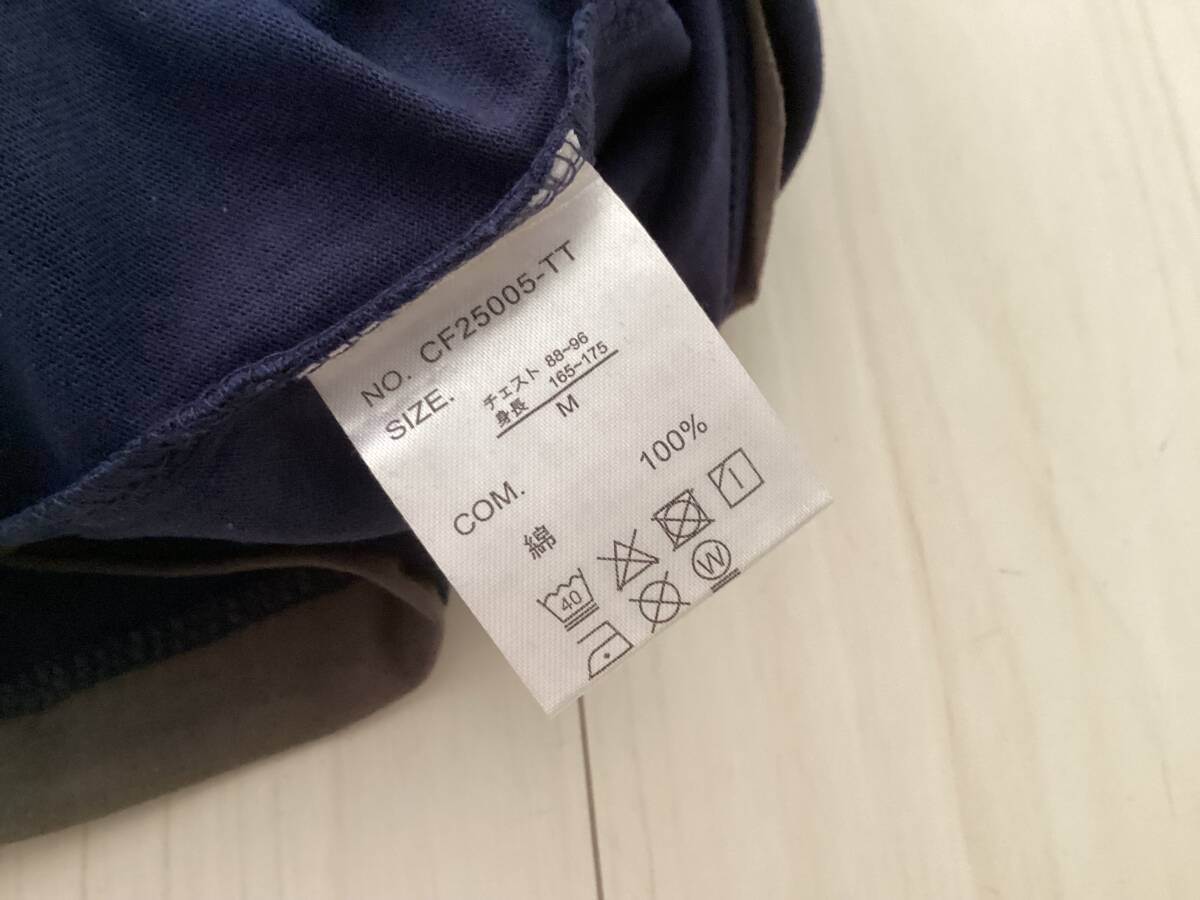 NO. CF25005-TT
SIZE. チェスト 88~96
身長 165~175
M
COM.
綿 100%
40
W